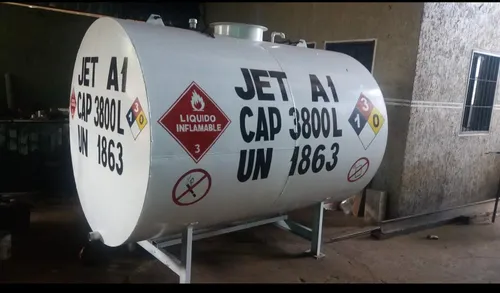 JET A1
CAP 3800L
UN 1863
3
1
0
LIQUIDO
INFLAMABLE
3
JET A1
CAP 3800L
UN 1863
3
1
0